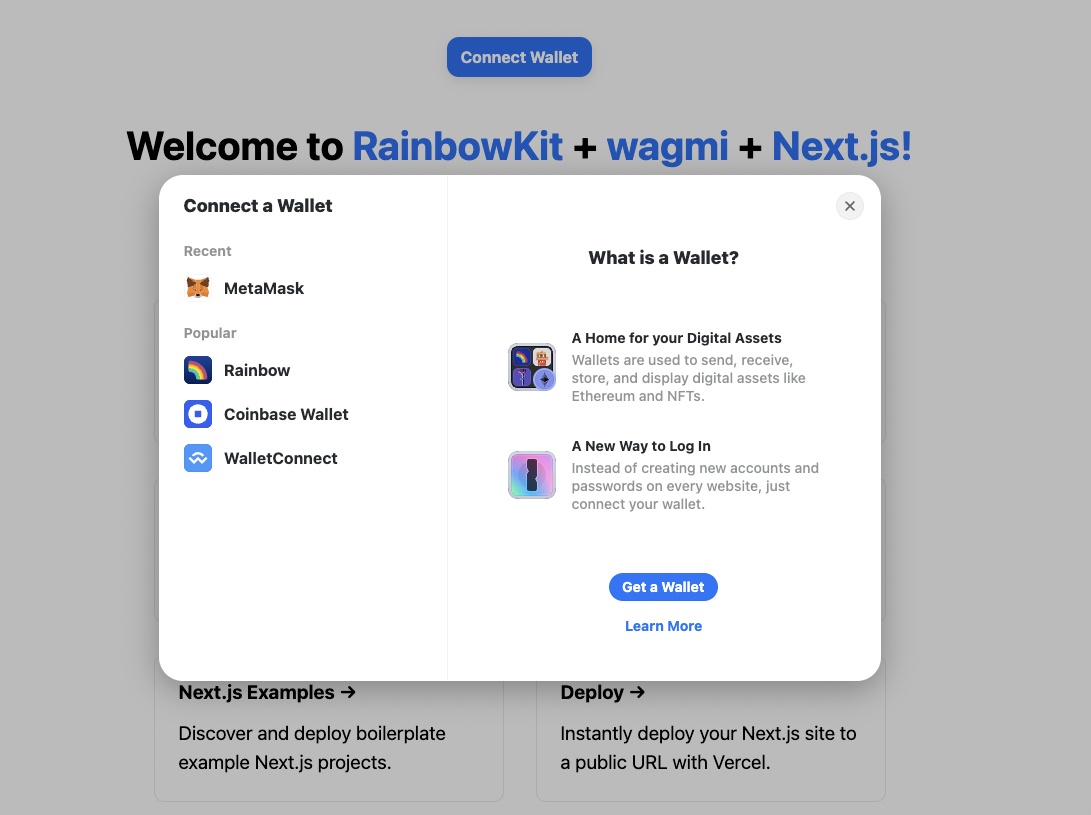 Connect Wallet
Welcome to RainbowKit + wagmi + Next.js!
Connect a Wallet
Recent
MetaMask
Popular
Rainbow
Coinbase Wallet
WalletConnect
What is a Wallet?
A Home for your Digital Assets
Wallets are used to send, receive,
store, and display digital assets like
Ethereum and NFTs.
A New Way to Log In
Instead of creating new accounts and
passwords on every website, just
connect your wallet.
Get a Wallet
Learn More
Next.js Examples →
Discover and deploy boilerplate
example Next.js projects.
Deploy →
Instantly deploy your Next.js site to
a public URL with Vercel.